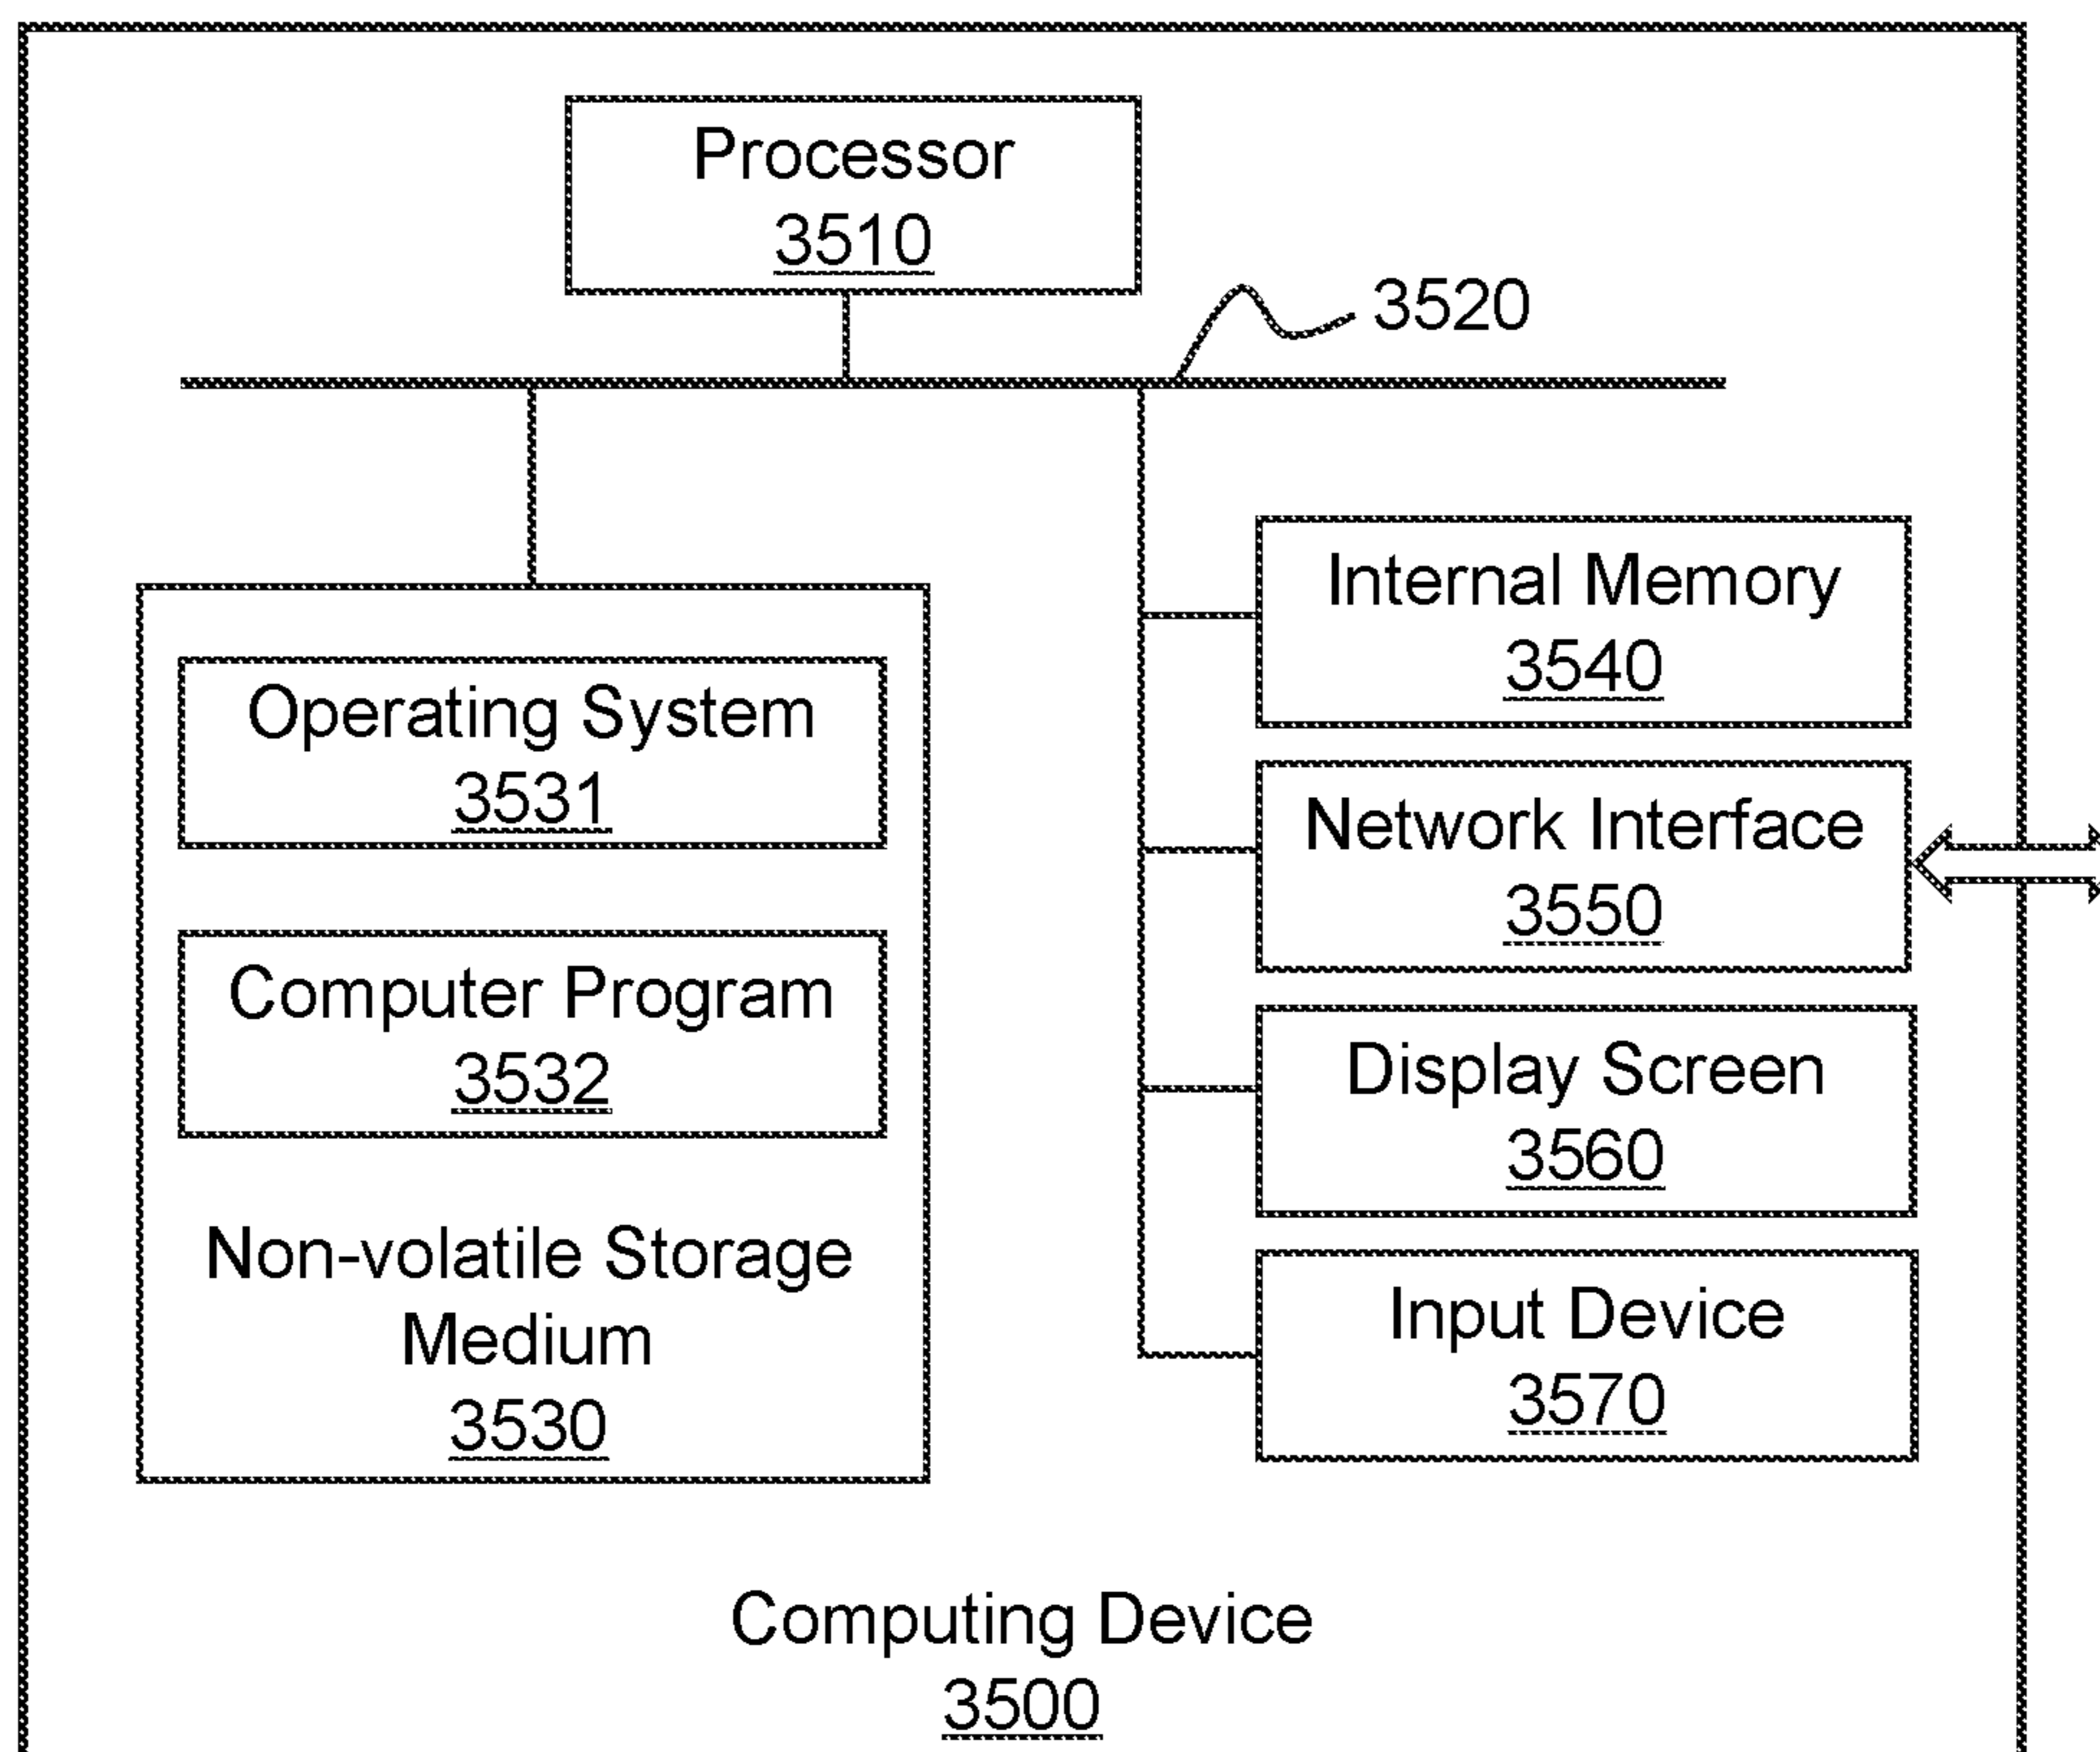 Processor
3510
3520
Operating System
3531
Computer Program
3532
Non-volatile Storage
Medium
3530
Internal Memory
3540
Network Interface
3550
Display Screen
3560
Input Device
3570
Computing Device
3500